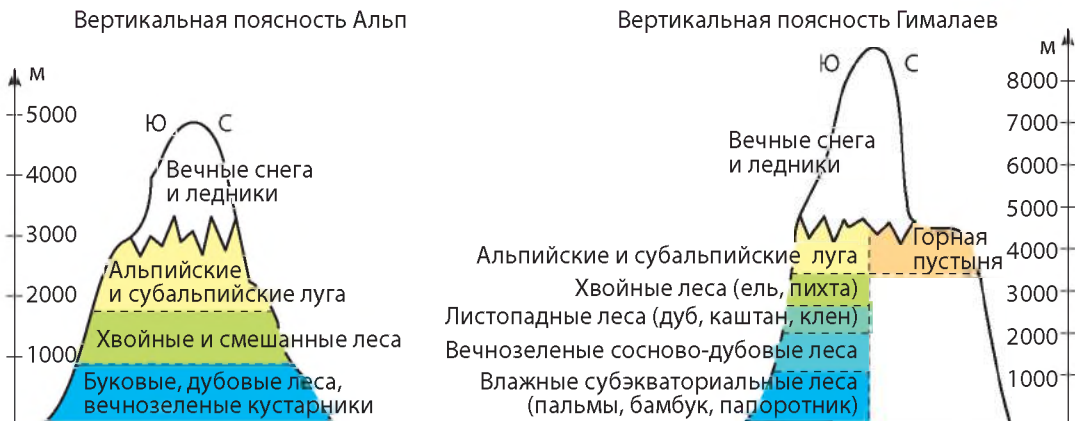 Вертикальная поясность Альп
м
5000
4000
3000
2000
1000
Ю С
Вечные снега
и ледники
Альпийские
и субальпийские луга
Хвойные и смешанные леса
Буковые, дубовые леса,
вечнозеленые кустарники
Вертикальная поясность Гималаев
м
8000
7000
6000
5000
4000
3000
2000
1000
Ю С
Вечные снега
и ледники
Горная
пустыня
Альпийские и субальпийские луга
Хвойные леса (ель, пихта)
Листопадные леса (дуб, каштан, клен)
Вечнозеленые сосново-дубовые леса
Влажные субэкваториальные леса
(пальмы, бамбук, папоротник)